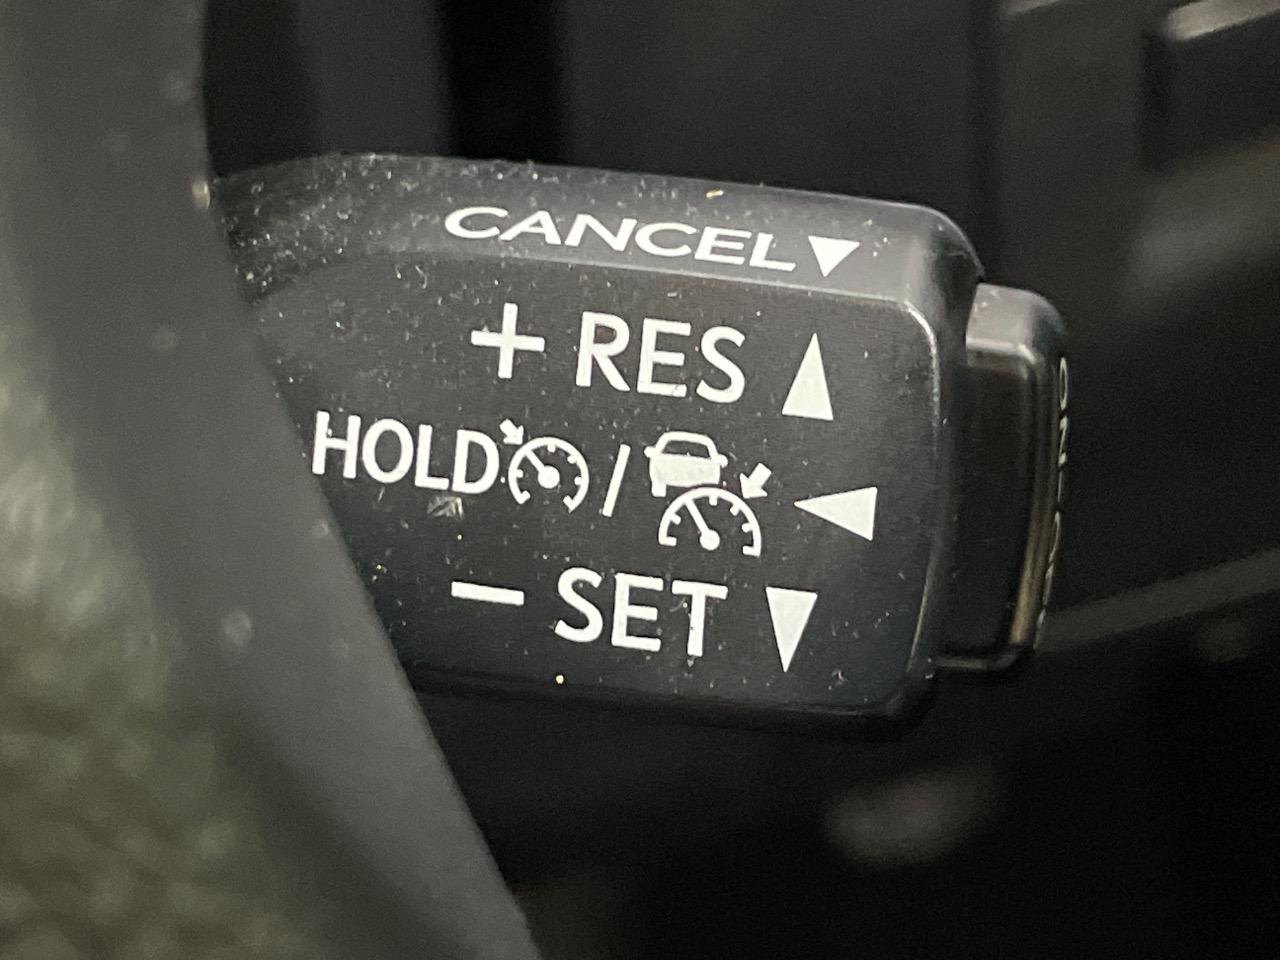 CANCEL▼
+ RES ▲
HOLD / ◀
− SET ▼